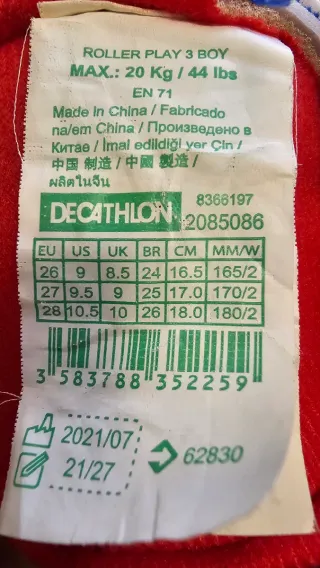 ROLLER PLAY 3 BOY
MAX.: 20 Kg / 44 lbs
EN 71
Made in China / Fabricado
na/em China / Произведено в
Китае / İmal edildiği yer Çin /
中国 制造 / 中國 製造 /
ผลิตในจีน
DECATHLON 8366197
2085086
EU US UK BR CM MM/W
26 9 8.5 24 16.5 165/2
27 9.5 9 25 17.0 170/2
28 10.5 10 26 18.0 180/2
3 583788 352259
2021/07
21/27
62830